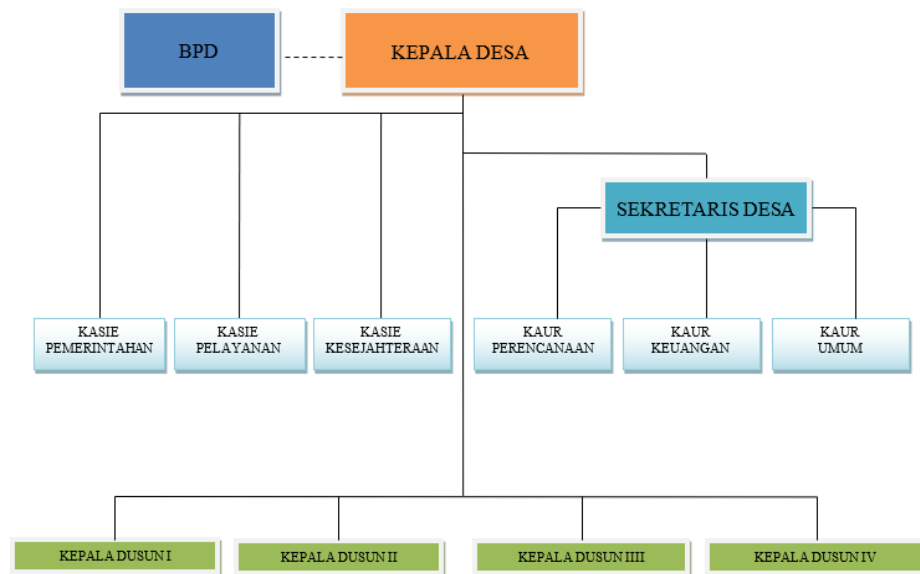 BPD
KEPALA DESA
SEKRETARIS DESA
KASIE
PEMERINTAHAN
KASIE
PELAYANAN
KASIE
KESEJAHTERAAN
KAUR
PERENCANAAN
KAUR
KEUANGAN
KAUR
UMUM
KEPALA DUSUN I
KEPALA DUSUN II
KEPALA DUSUN IIII
KEPALA DUSUN IV